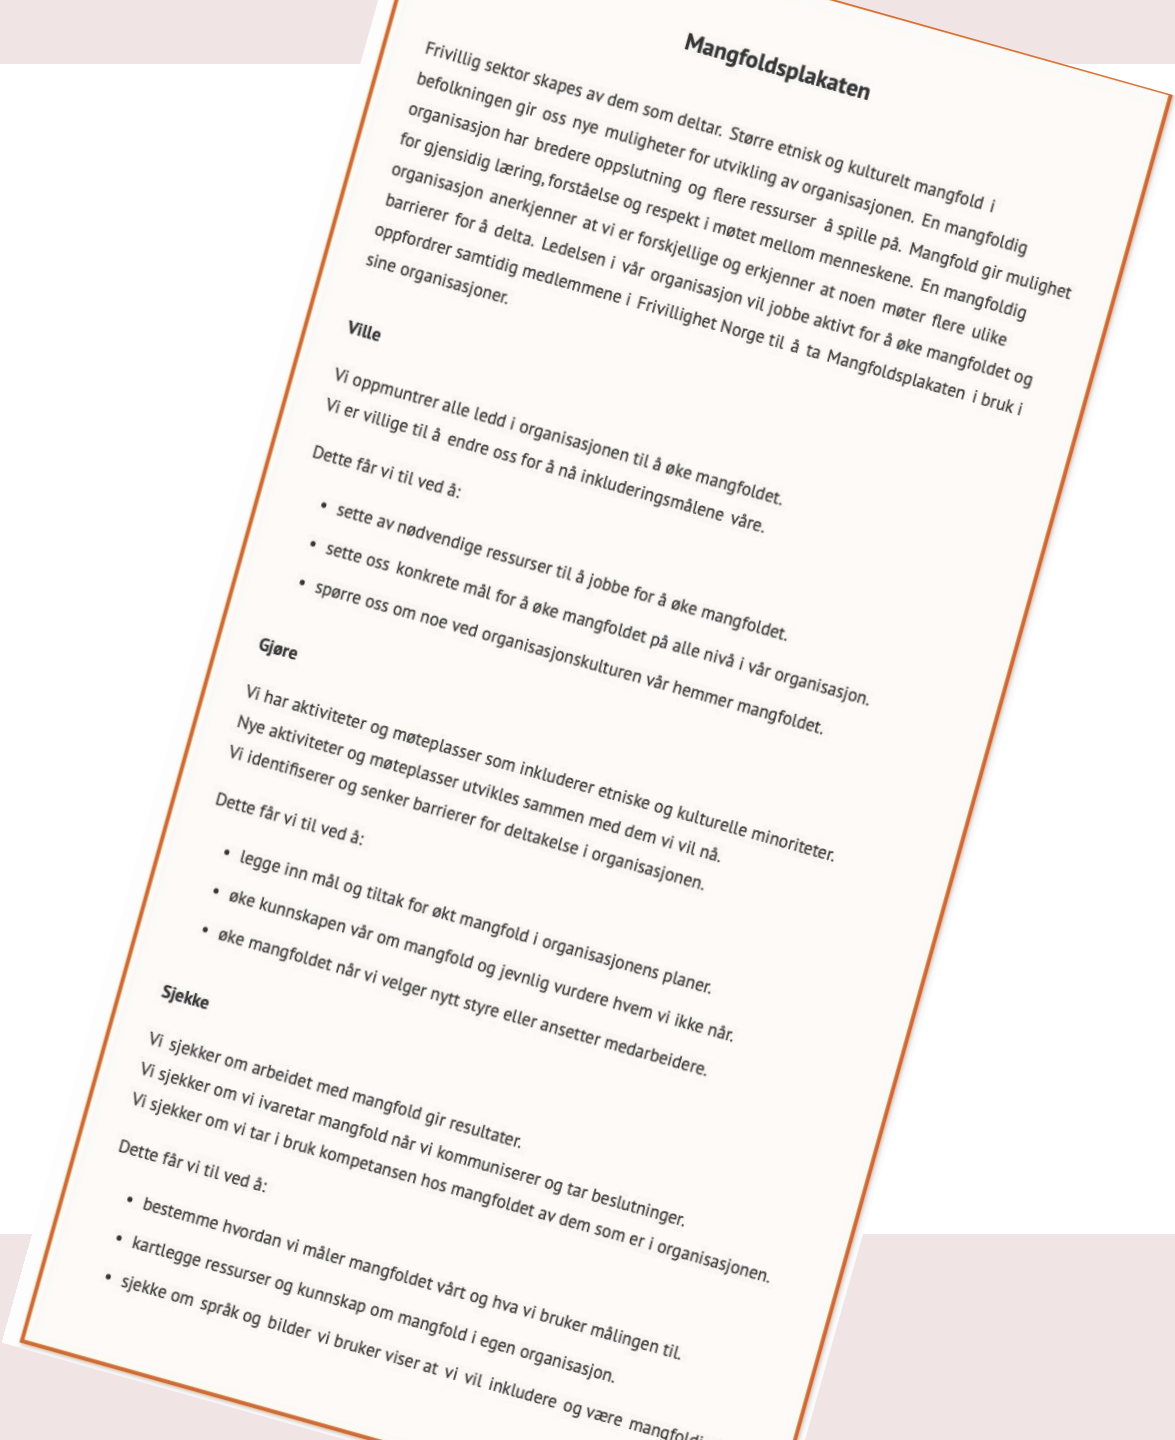 Mangfoldsplakaten
Frivillig sektor skapes av dem som deltar. Større etnisk og kulturelt mangfold i
befolkningen gir oss nye muligheter for utvikling av organisasjonen. En mangfoldig
organisasjon har bredere oppslutning og flere ressurser å spille på. Mangfold gir mulighet
for gjensidig læring, forståelse og respekt i møtet mellom menneskene. En mangfoldig
organisasjon anerkjenner at vi er forskjellige og erkjenner at noen møter flere ulike
barrierer for å delta. Ledelsen i vår organisasjon vil jobbe aktivt for å øke mangfoldet og
oppfordrer samtidig medlemmene i Frivillighet Norge til å ta Mangfoldsplakaten i bruk i
sine organisasjoner.
Ville
Vi oppmuntrer alle ledd i organisasjonen til å øke mangfoldet.
Vi er villige til å endre oss for å nå inkluderingsmålene våre.
Dette får vi til ved å:
• sette av nødvendige ressurser til å jobbe for å øke mangfoldet.
• sette oss konkrete mål for å øke mangfoldet på alle nivå i vår organisasjon.
• spørre oss om noe ved organisasjonskulturen vår hemmer mangfoldet.
Gjøre
Vi har aktiviteter og møteplasser som inkluderer etniske og kulturelle minoriteter.
Nye aktiviteter og møteplasser utvikles sammen med dem vi vil nå.
Vi identifiserer og senker barrierer for deltakelse i organisasjonen.
Dette får vi til ved å:
• legge inn mål og tiltak for økt mangfold i organisasjonens planer.
• øke kunnskapen vår om mangfold og jevnlig vurdere hvem vi ikke når.
• øke mangfoldet når vi velger nytt styre eller ansetter medarbeidere.
Sjekke
Vi sjekker om arbeidet med mangfold gir resultater.
Vi sjekker om vi ivaretar mangfold når vi kommuniserer og tar beslutninger.
Vi sjekker om vi tar i bruk kompetansen hos mangfoldet av dem som er i organisasjonen.
Dette får vi til ved å:
• bestemme hvordan vi måler mangfoldet vårt og hva vi bruker målingen til.
• kartlegge ressurser og kunnskap om mangfold i egen organisasjon.
• sjekke om språk og bilder vi bruker viser at vi vil inkludere og være